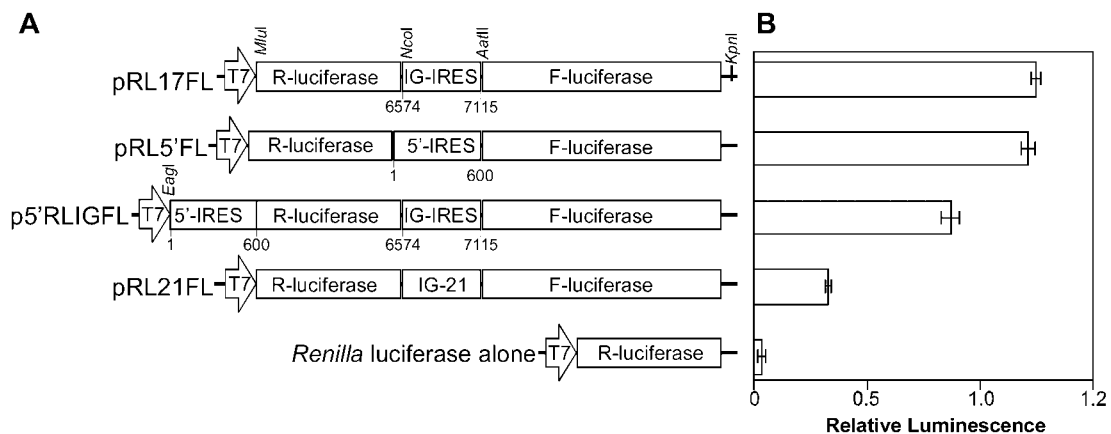 A
B
MluI
NcoI
AatII
KpnI
pRL17FL T7 R-luciferase IG-IRES F-luciferase
6574 7115
pRL5'FL T7 R-luciferase 5'-IRES F-luciferase
1 600
EagI
p5'RLIGFL T7 5'-IRES R-luciferase IG-IRES F-luciferase
1 600 6574 7115
pRL21FL T7 R-luciferase IG-21 F-luciferase
Renilla luciferase alone T7 R-luciferase
0 0.5 1.0 1.2
Relative Luminescence